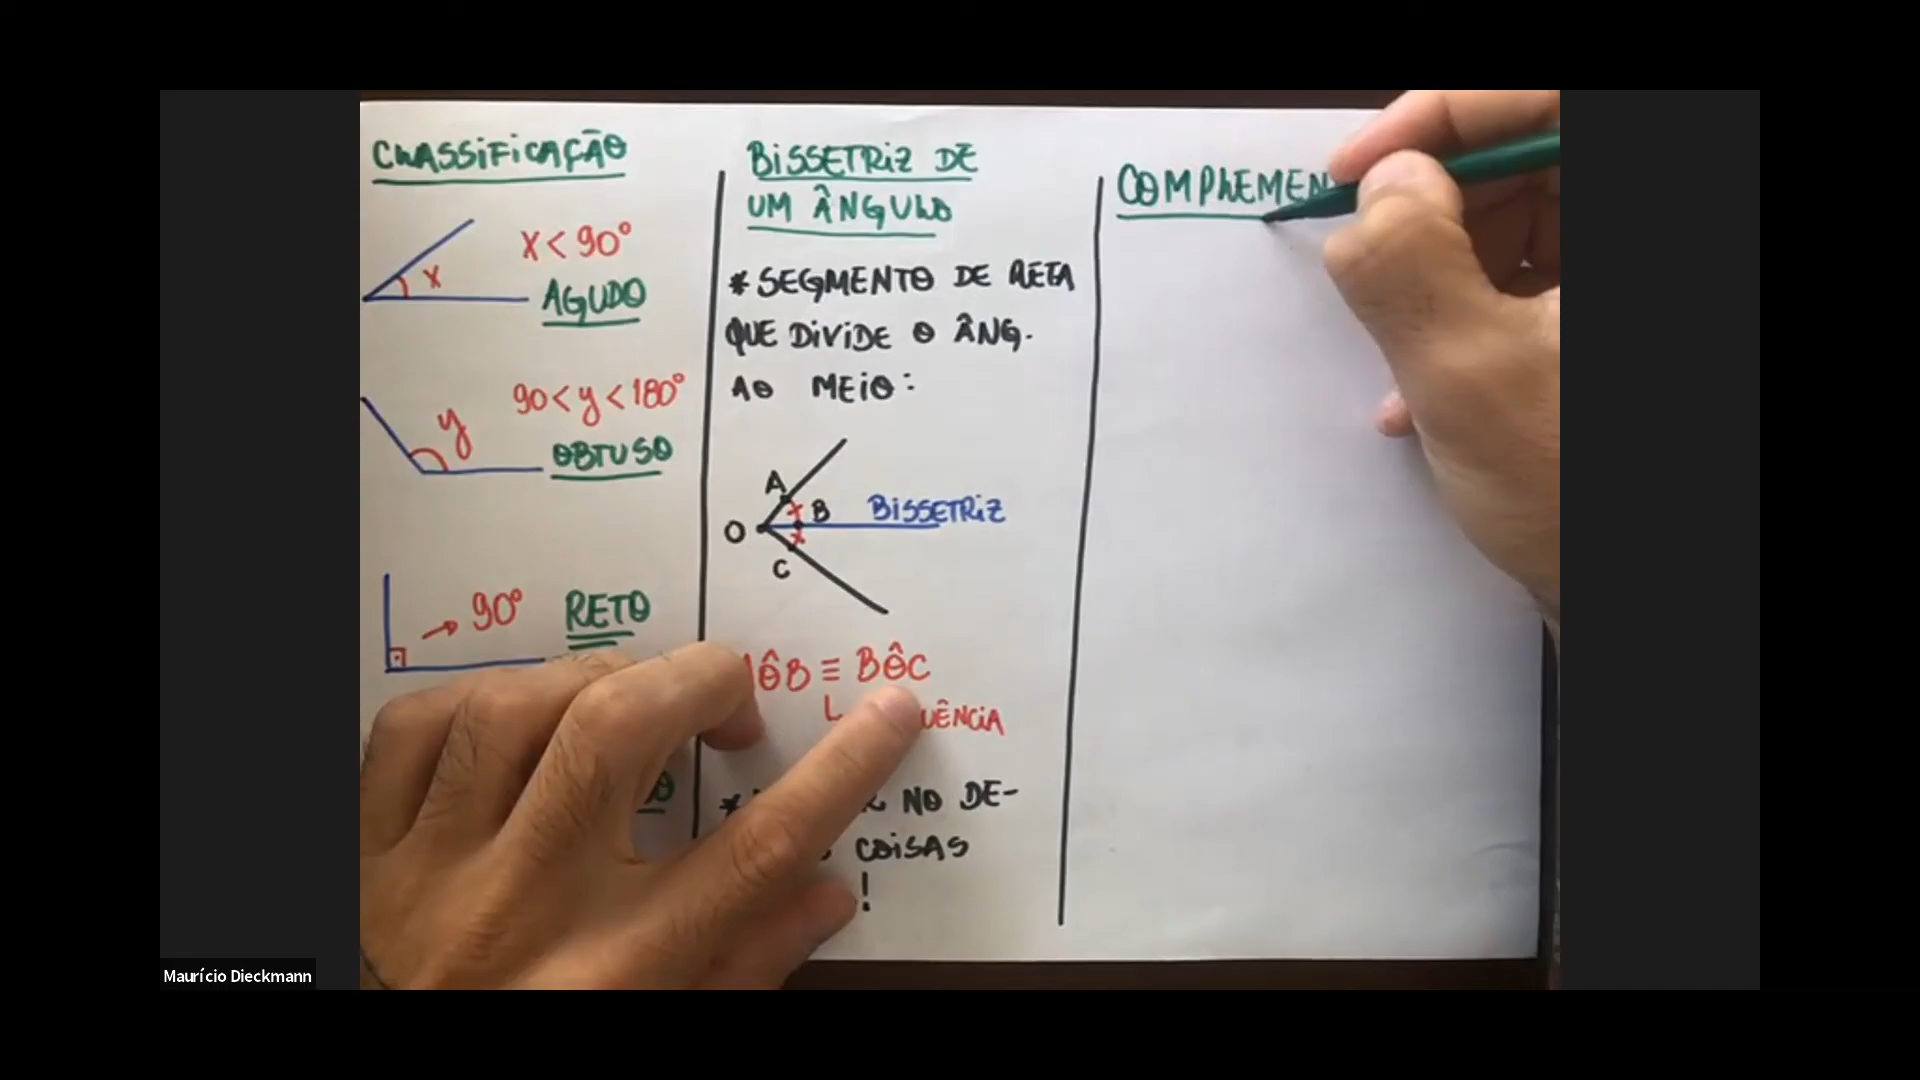 CLASSIFICAÇÃO
x < 90°
x
AGUDO
90 < y < 180°
y
OBTUSO
→ 90°
RETO
BISSETRIZ DE
UM ÂNGULO
* SEGMENTO DE RETA
QUE DIVIDE O ÂNG.
AO MEIO:
A
x B BISSETRIZ
O x
C
ÔB ≡ BÔC
* NO DE-
COISAS
!
COMPLEMEN
Maurício Dieckmann